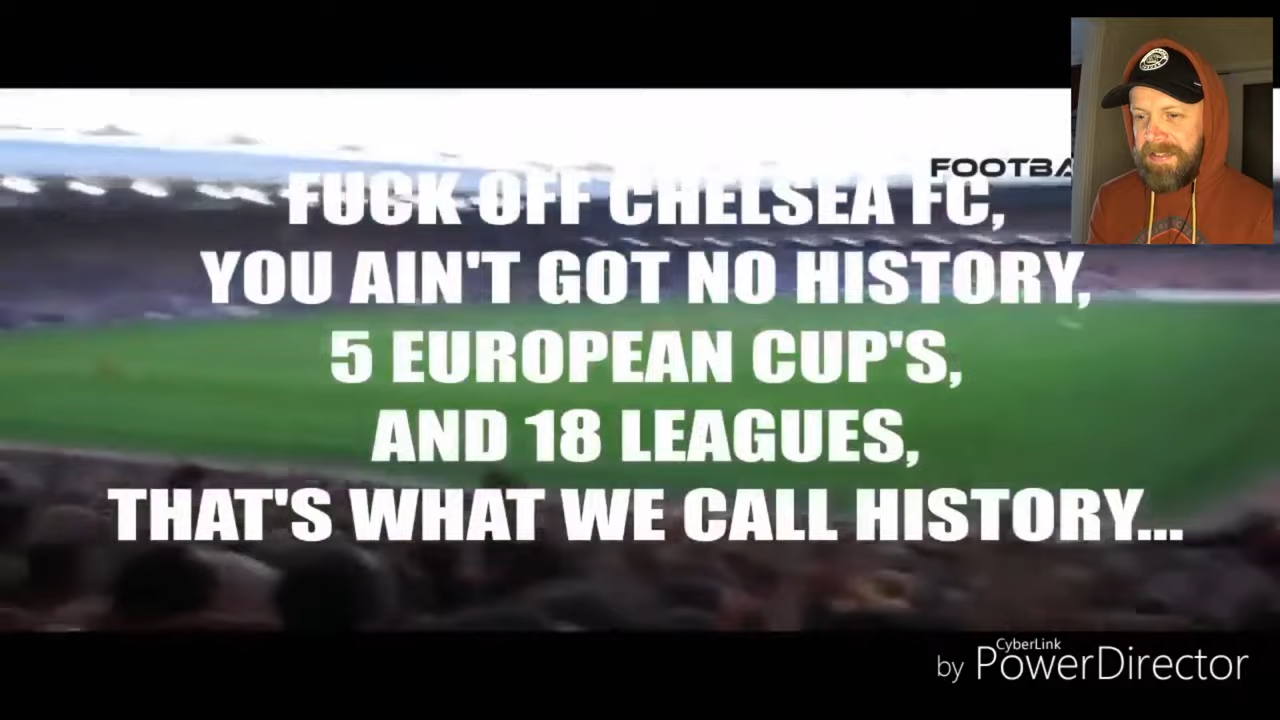 FOOTBA
FUCK OFF CHELSEA FC,
YOU AIN'T GOT NO HISTORY,
5 EUROPEAN CUP'S,
AND 18 LEAGUES,
THAT'S WHAT WE CALL HISTORY...
CyberLink
by PowerDirector